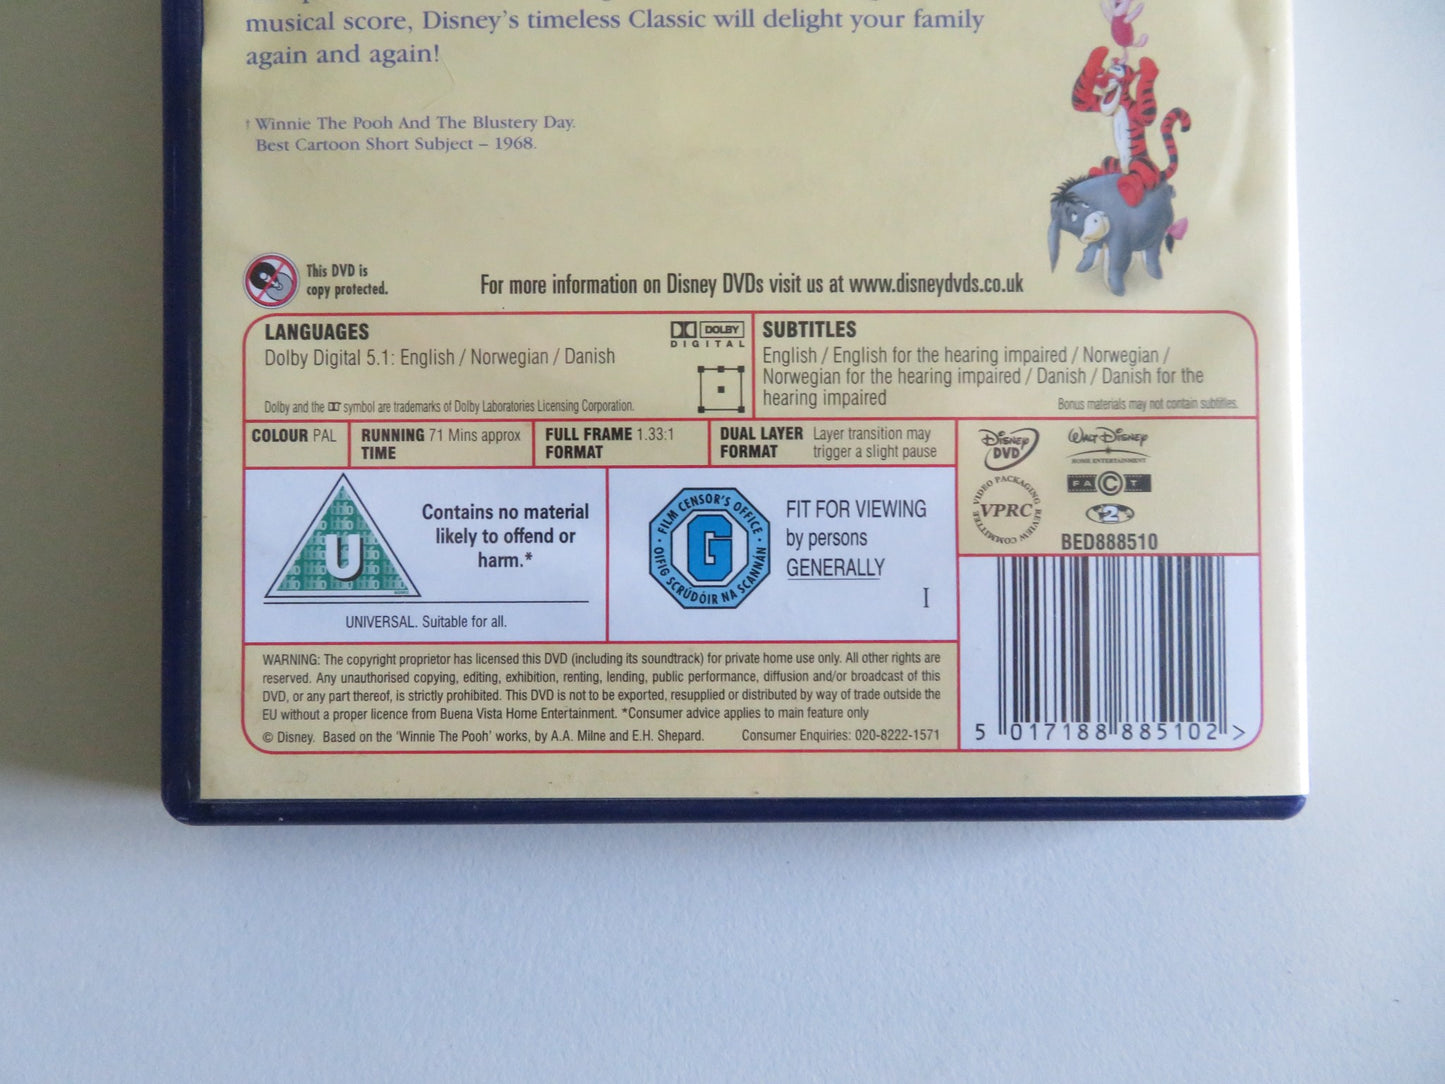 musical score, Disney's timeless Classic will delight your family
again and again!
† Winnie The Pooh And The Blustery Day.
Best Cartoon Short Subject – 1968.
This DVD is
copy protected.
For more information on Disney DVDs visit us at www.disneydvds.co.uk
LANGUAGES
Dolby Digital 5.1: English / Norwegian / Danish
DOLBY
DIGITAL
Dolby and the symbol are trademarks of Dolby Laboratories Licensing Corporation.
SUBTITLES
English / English for the hearing impaired / Norwegian /
Norwegian for the hearing impaired / Danish / Danish for the
hearing impaired
Bonus materials may not contain subtitles.
COLOUR PAL
RUNNING 71 Mins approx
TIME
FULL FRAME 1.33:1
FORMAT
DUAL LAYER Layer transition may
FORMAT trigger a slight pause
DISNEY
DVD
WALT DISNEY
HOME ENTERTAINMENT
FACT
VIDEO PACKAGING REVIEW COMMITTEE
VPRC
2
BED888510
U
Contains no material
likely to offend or
harm.*
UNIVERSAL. Suitable for all.
FILM CENSOR'S OFFICE
G
OIFIG SCRÚDÓIR NA SCANNÁN
FIT FOR VIEWING
by persons
GENERALLY
I
WARNING: The copyright proprietor has licensed this DVD (including its soundtrack) for private home use only. All other rights are
reserved. Any unauthorised copying, editing, exhibition, renting, lending, public performance, diffusion and/or broadcast of this
DVD, or any part thereof, is strictly prohibited. This DVD is not to be exported, resupplied or distributed by way of trade outside the
EU without a proper licence from Buena Vista Home Entertainment. *Consumer advice applies to main feature only
© Disney. Based on the 'Winnie The Pooh' works, by A.A. Milne and E.H. Shepard. Consumer Enquiries: 020-8222-1571
5 017188 885102 >